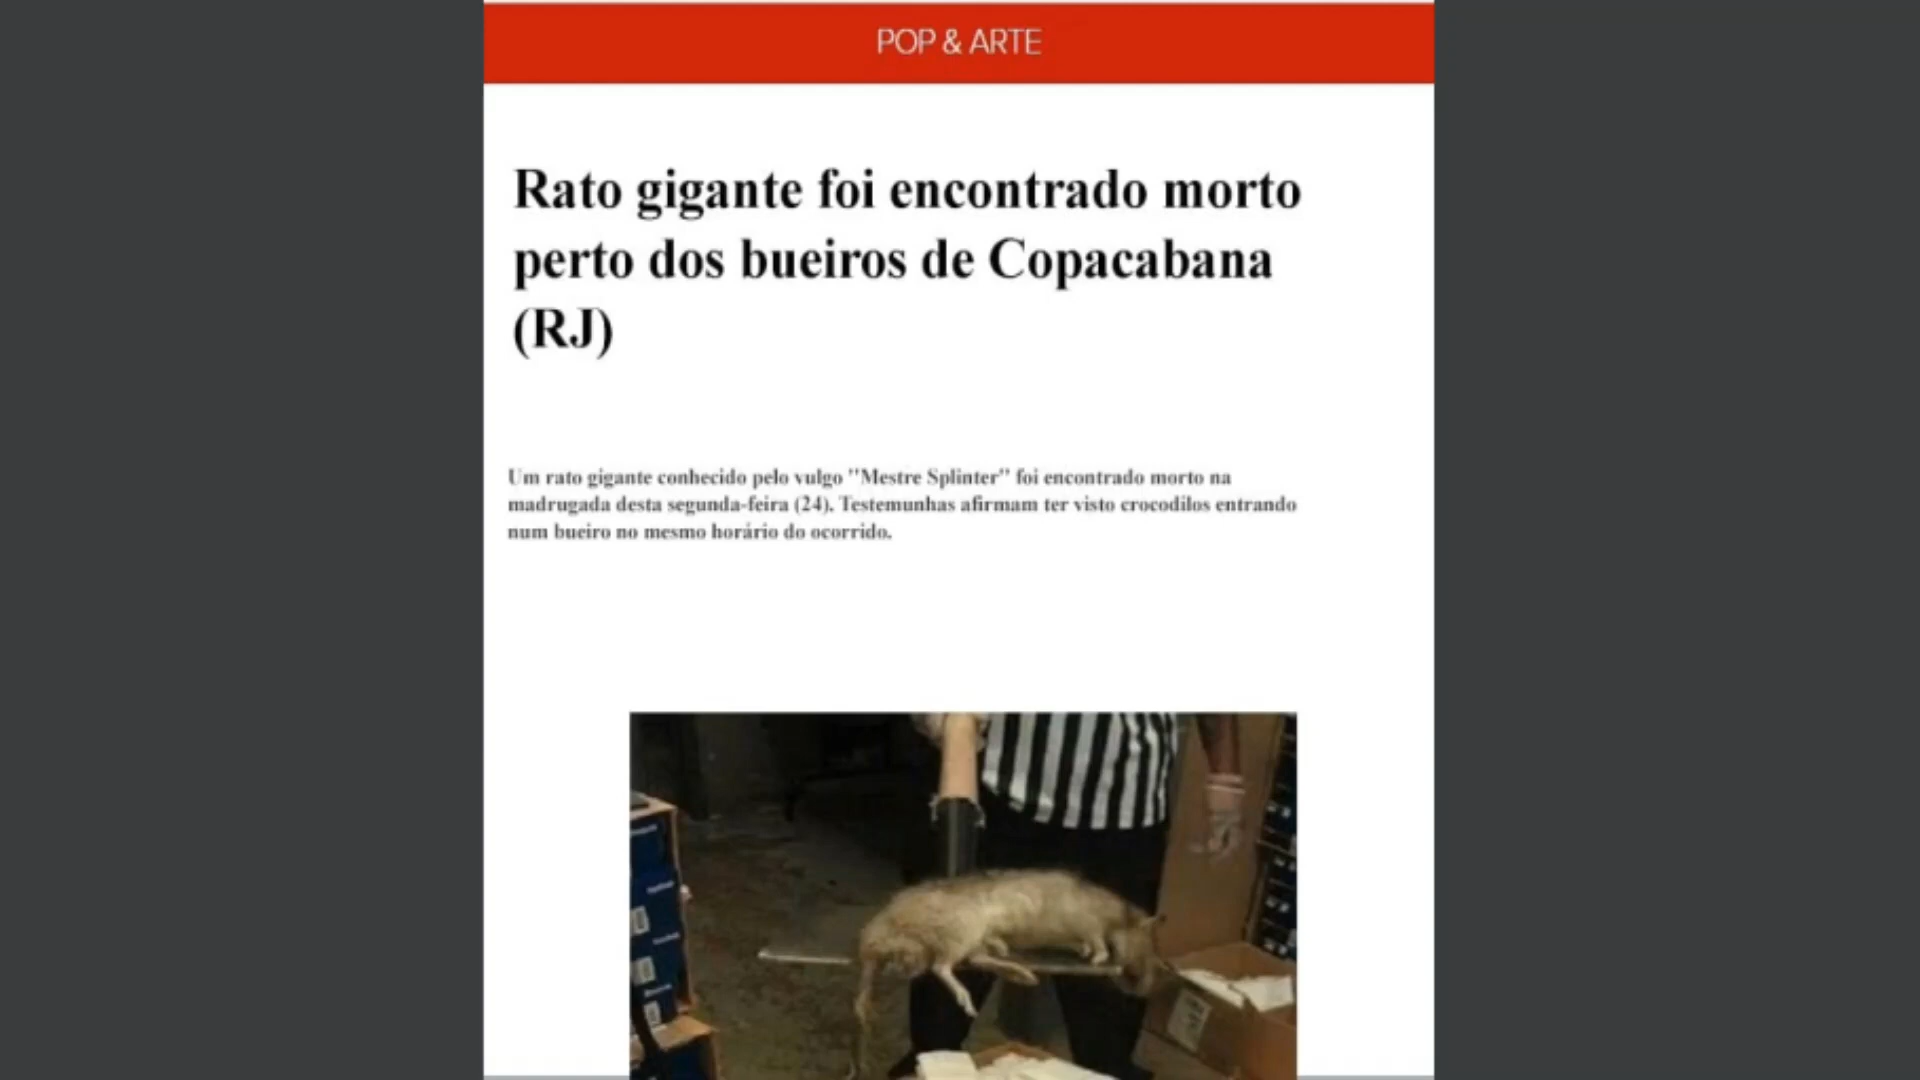 POP & ARTE
Rato gigante foi encontrado morto
perto dos bueiros de Copacabana
(RJ)
Um rato gigante conhecido pelo vulgo "Mestre Splinter" foi encontrado morto na
madrugada desta segunda-feira (24). Testemunhas afirmam ter visto crocodilos entrando
num bueiro no mesmo horário do ocorrido.